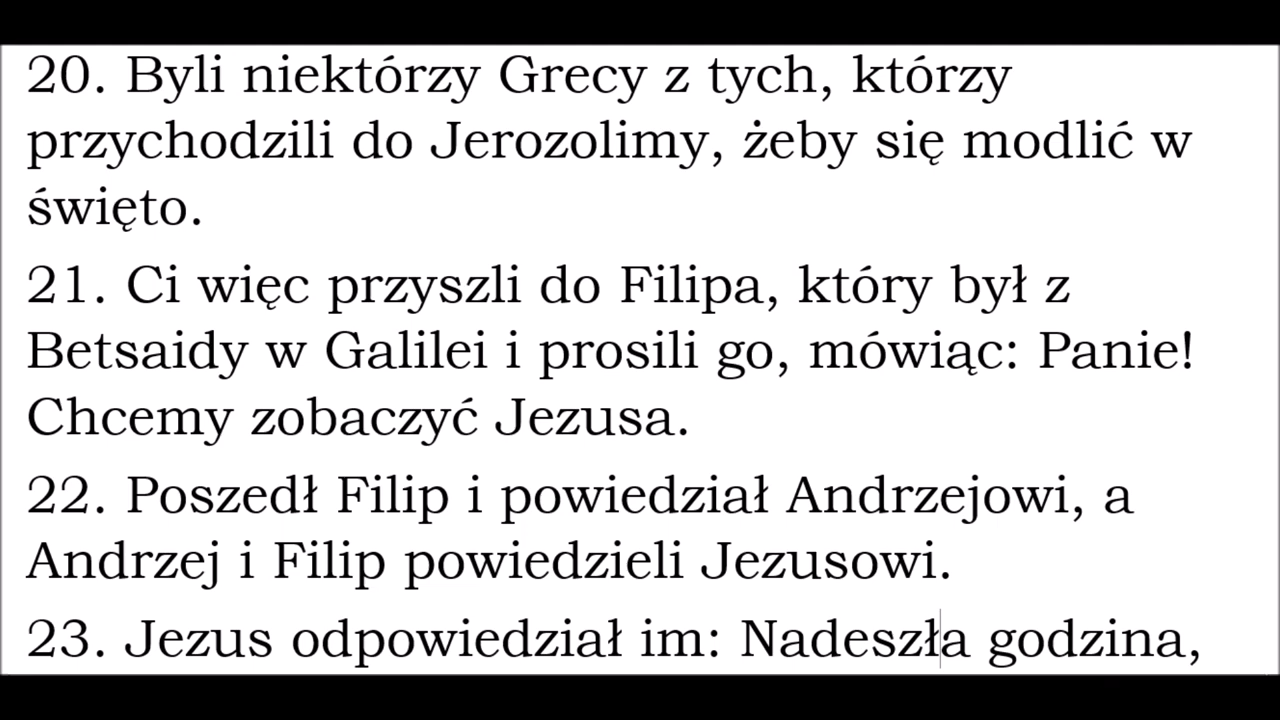 20. Byli niektórzy Grecy z tych, którzy
przychodzili do Jerozolimy, żeby się modlić w
święto.
21. Ci więc przyszli do Filipa, który był z
Betsaidy w Galilei i prosili go, mówiąc: Panie!
Chcemy zobaczyć Jezusa.
22. Poszedł Filip i powiedział Andrzejowi, a
Andrzej i Filip powiedzieli Jezusowi.
23. Jezus odpowiedział im: Nadeszła godzina,